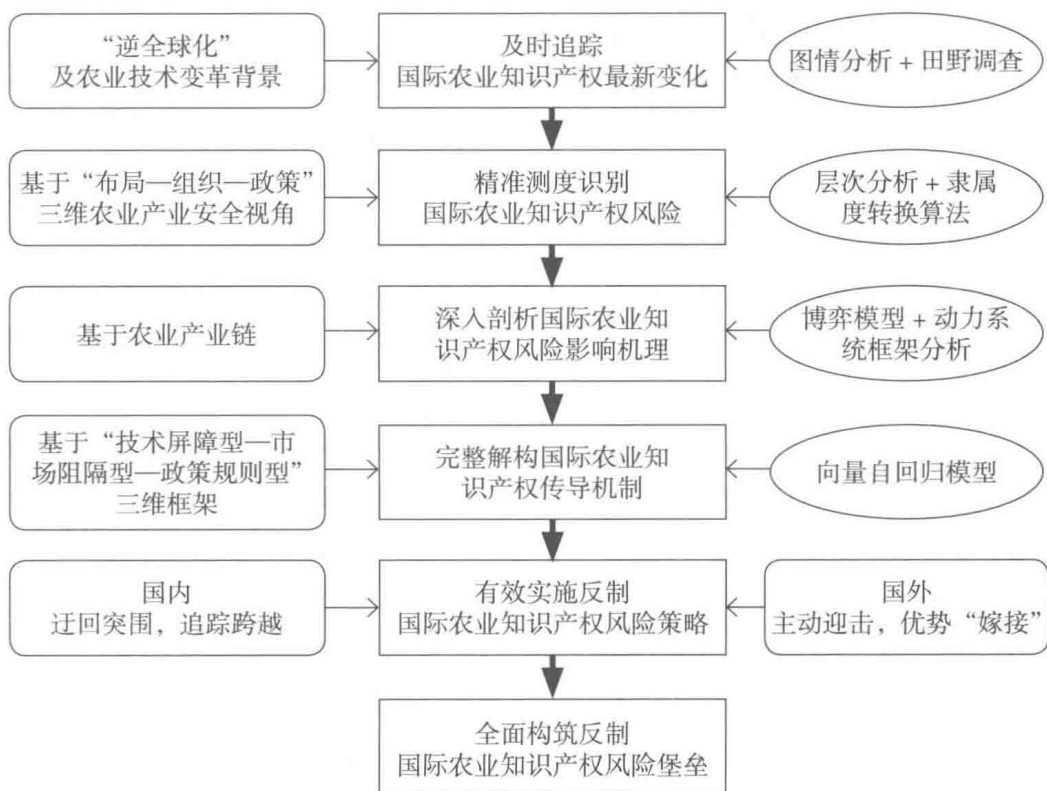 “逆全球化”
及农业技术变革背景
及时追踪
国际农业知识产权最新变化
图情分析 + 田野调查
基于“布局—组织—政策”
三维农业产业安全视角
精准测度识别
国际农业知识产权风险
层次分析 + 隶属
度转换算法
基于农业产业链
深入剖析国际农业知
识产权风险影响机理
博弈模型 + 动力系
统框架分析
基于“技术屏障型—市
场阻隔型—政策规则型”
三维框架
完整解构国际农业知
识产权传导机制
向量自回归模型
国内
迂回突围，追踪跨越
有效实施反制
国际农业知识产权风险策略
国外
主动迎击，优势“嫁接”
全面构筑反制
国际农业知识产权风险堡垒